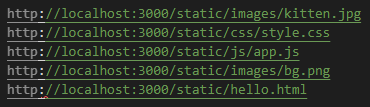 http://localhost:3000/static/images/kitten.jpg
http://localhost:3000/static/css/style.css
http://localhost:3000/static/js/app.js
http://localhost:3000/static/images/bg.png
http://localhost:3000/static/hello.html